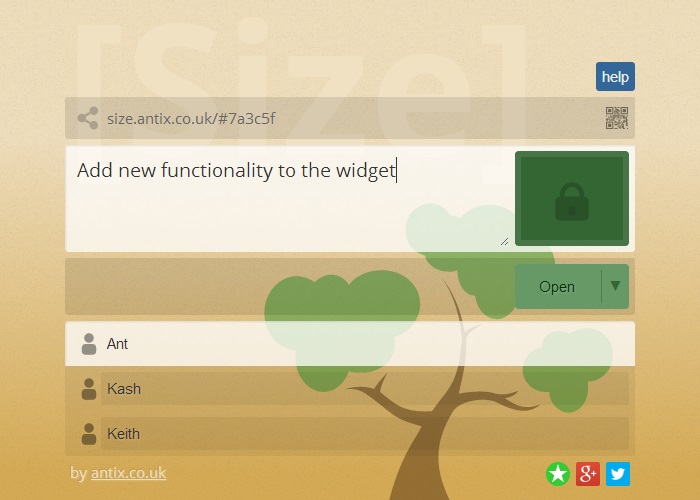 [Size]
help
size.antix.co.uk/#7a3c5f
Add new functionality to the widget
Open
Ant
Kash
Keith
by antix.co.uk
g+